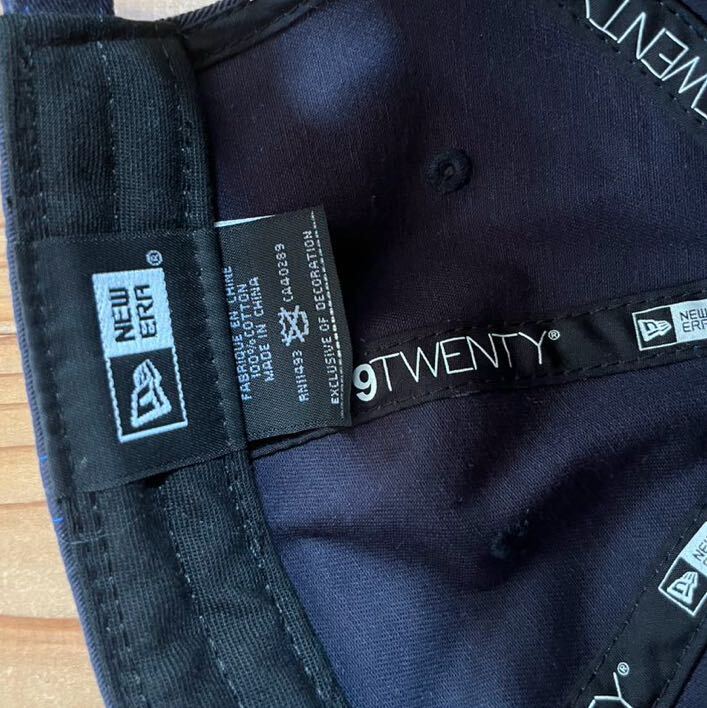 NEW
ERA
®
FABRIQUE EN CHINE
100% COTTON
MADE IN CHINA
RN11493 CA40289
EXCLUSIVE OF DECORATION
9TWENTY®
NEW
ERA
TWENTY
NEW
®